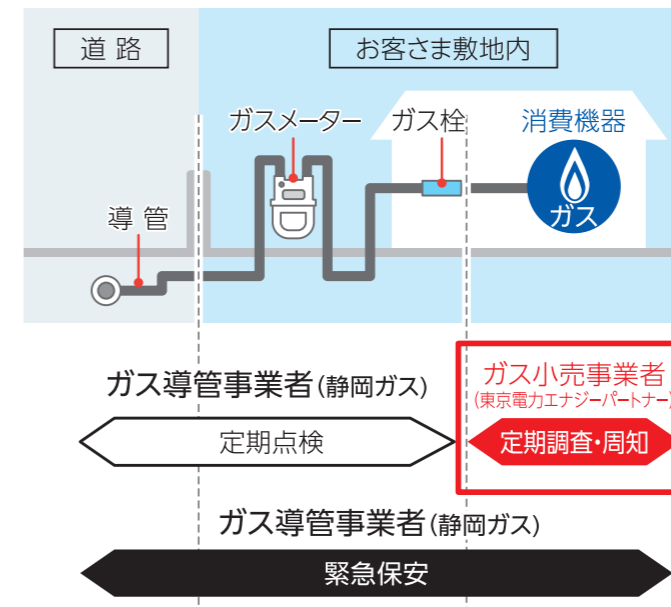 道路
お客さま敷地内
ガスメーター
ガス栓
消費機器
導管
ガス
ガス導管事業者(静岡ガス)
定期点検
ガス小売事業者
(東京電力エナジーパートナー)
定期調査・周知
ガス導管事業者(静岡ガス)
緊急保安